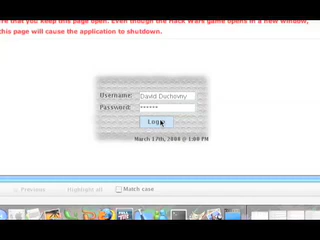 re that you keep this page open. Even though the Hack Wars game opens in a new window,
this page will cause the application to shutdown.
Username: David Duchovny
Password: ••••••
Login
March 17th, 2008 @ 1:00 PM
Previous Highlight all Match case